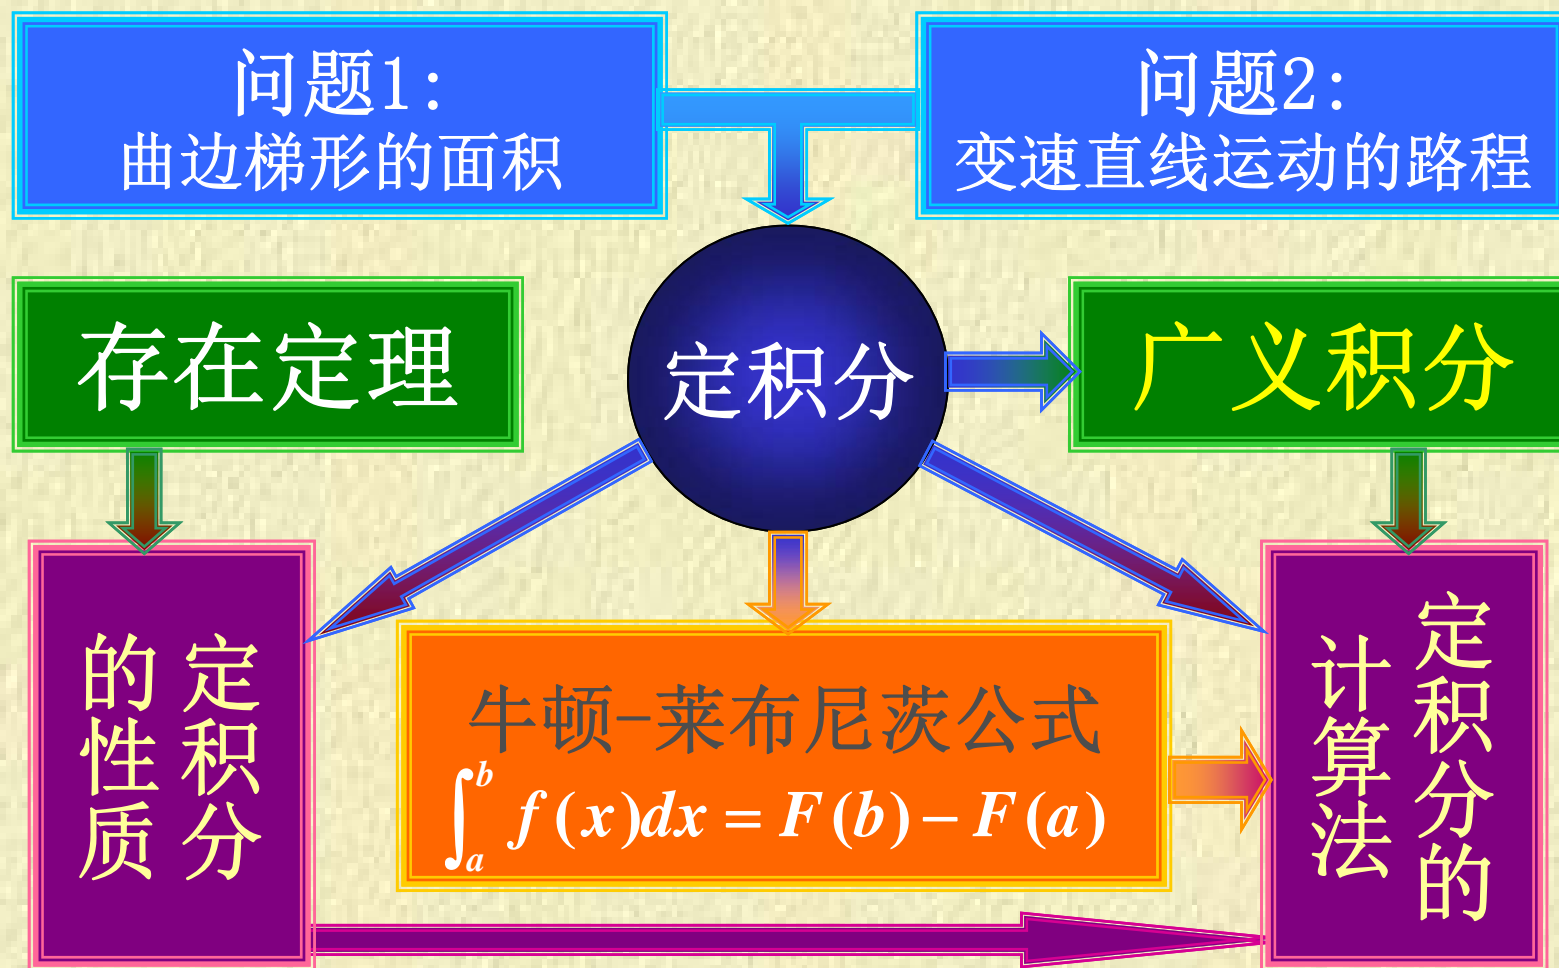 问题1:
曲边梯形的面积
问题2:
变速直线运动的路程
存在定理
定积分
广义积分
定积分
的性质
牛顿-莱布尼茨公式
∫_a^b f(x)dx = F(b) − F(a)
定积分的
计算法